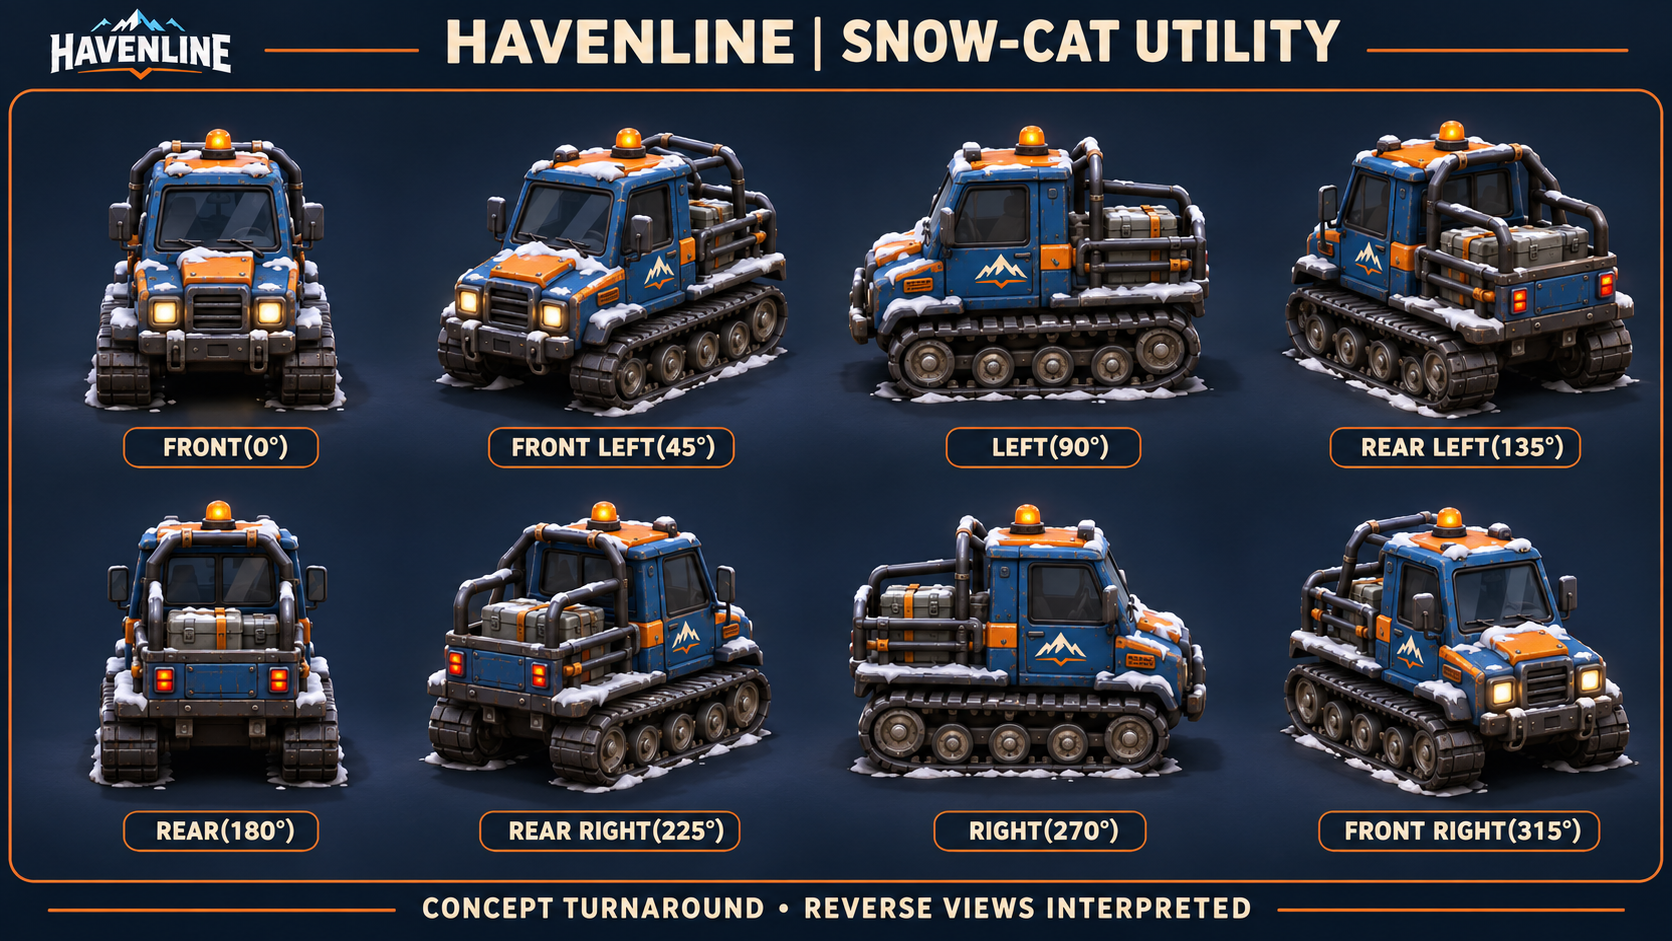 HAVENLINE
HAVENLINE | SNOW-CAT UTILITY
FRONT(0°)
FRONT LEFT(45°)
LEFT(90°)
REAR LEFT(135°)
REAR(180°)
REAR RIGHT(225°)
RIGHT(270°)
FRONT RIGHT(315°)
CONCEPT TURNAROUND • REVERSE VIEWS INTERPRETED